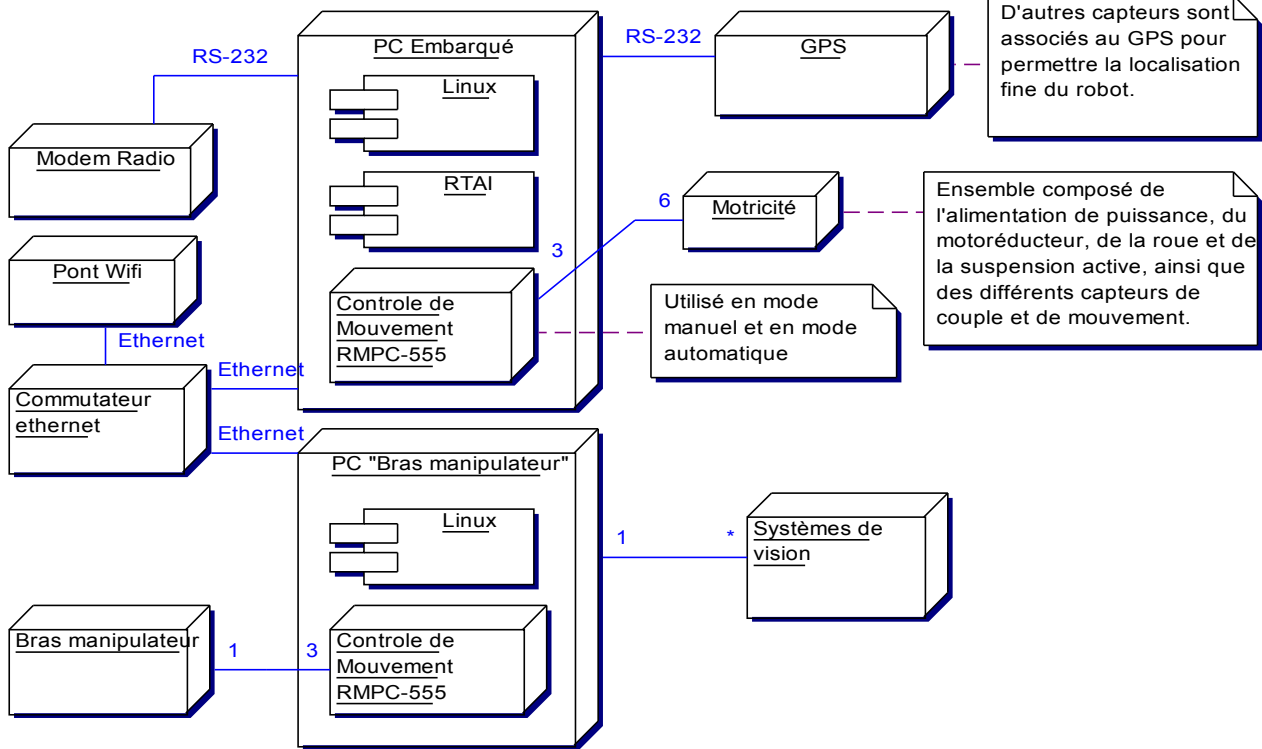 D'autres capteurs sont
associés au GPS pour
permettre la localisation
fine du robot.
PC Embarqué
RS-232
RS-232
GPS
Linux
Modem Radio
RTAI
Ensemble composé de
l'alimentation de puissance, du
motoréducteur, de la roue et de
la suspension active, ainsi que
des différents capteurs de
couple et de mouvement.
6
Motricité
3
Pont Wifi
Controle de
Mouvement
RMPC-555
Utilisé en mode
manuel et en mode
automatique
Ethernet
Ethernet
Commutateur
ethernet
Ethernet
PC "Bras manipulateur"
Linux
1
*
Systèmes de
vision
Bras manipulateur
1
3
Controle de
Mouvement
RMPC-555